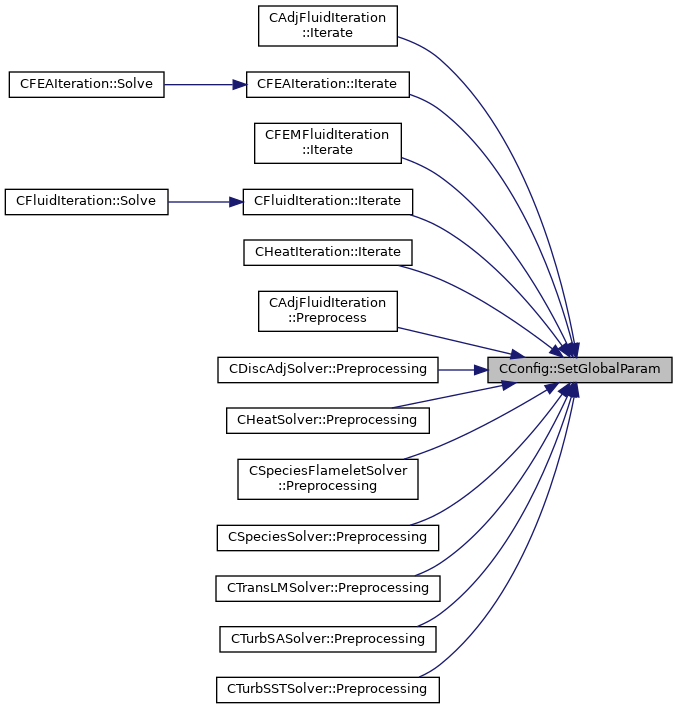 CAdjFluidIteration
::Iterate
CFEAIteration::Solve
CFEAIteration::Iterate
CFEMFluidIteration
::Iterate
CFluidIteration::Solve
CFluidIteration::Iterate
CHeatIteration::Iterate
CAdjFluidIteration
::Preprocess
CDiscAdjSolver::Preprocessing
CConfig::SetGlobalParam
CHeatSolver::Preprocessing
CSpeciesFlameletSolver
::Preprocessing
CSpeciesSolver::Preprocessing
CTransLMSolver::Preprocessing
CTurbSASolver::Preprocessing
CTurbSSTSolver::Preprocessing